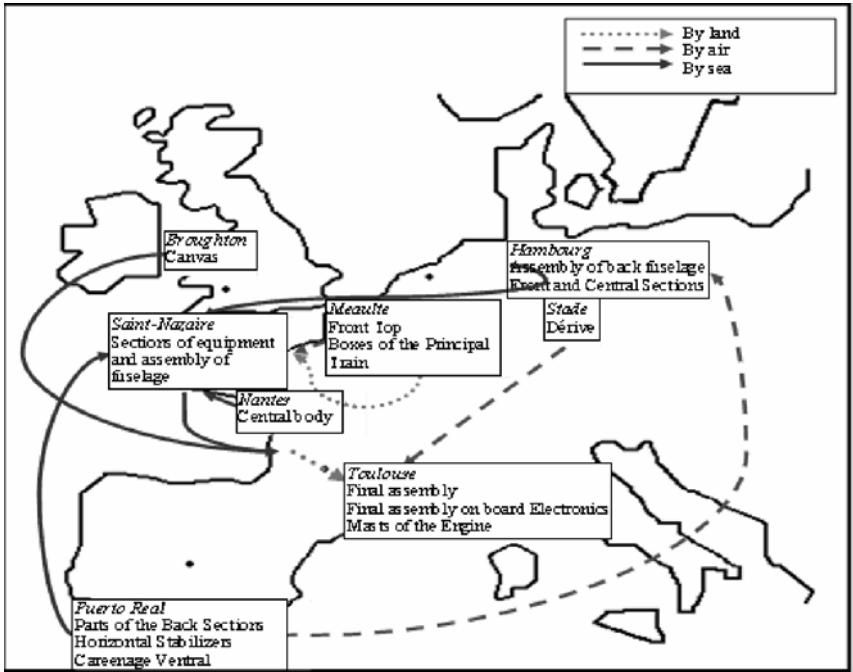 By land
By air
By sea
Broughton
Canvas
Hambourg
Assembly of back fuselage
Front and Central Sections
Stade
Dérive
Saint-Nazaire
Sections of equipment
and assembly of
fuselage
Meaulte
Front Top
Boxes of the Principal
Train
Nantes
Central body
Toulouse
Final assembly
Final assembly on board Electronics
Masts of the Engine
Puerto Real
Parts of the Back Sections
Horizontal Stabilizers
Careenage Ventral